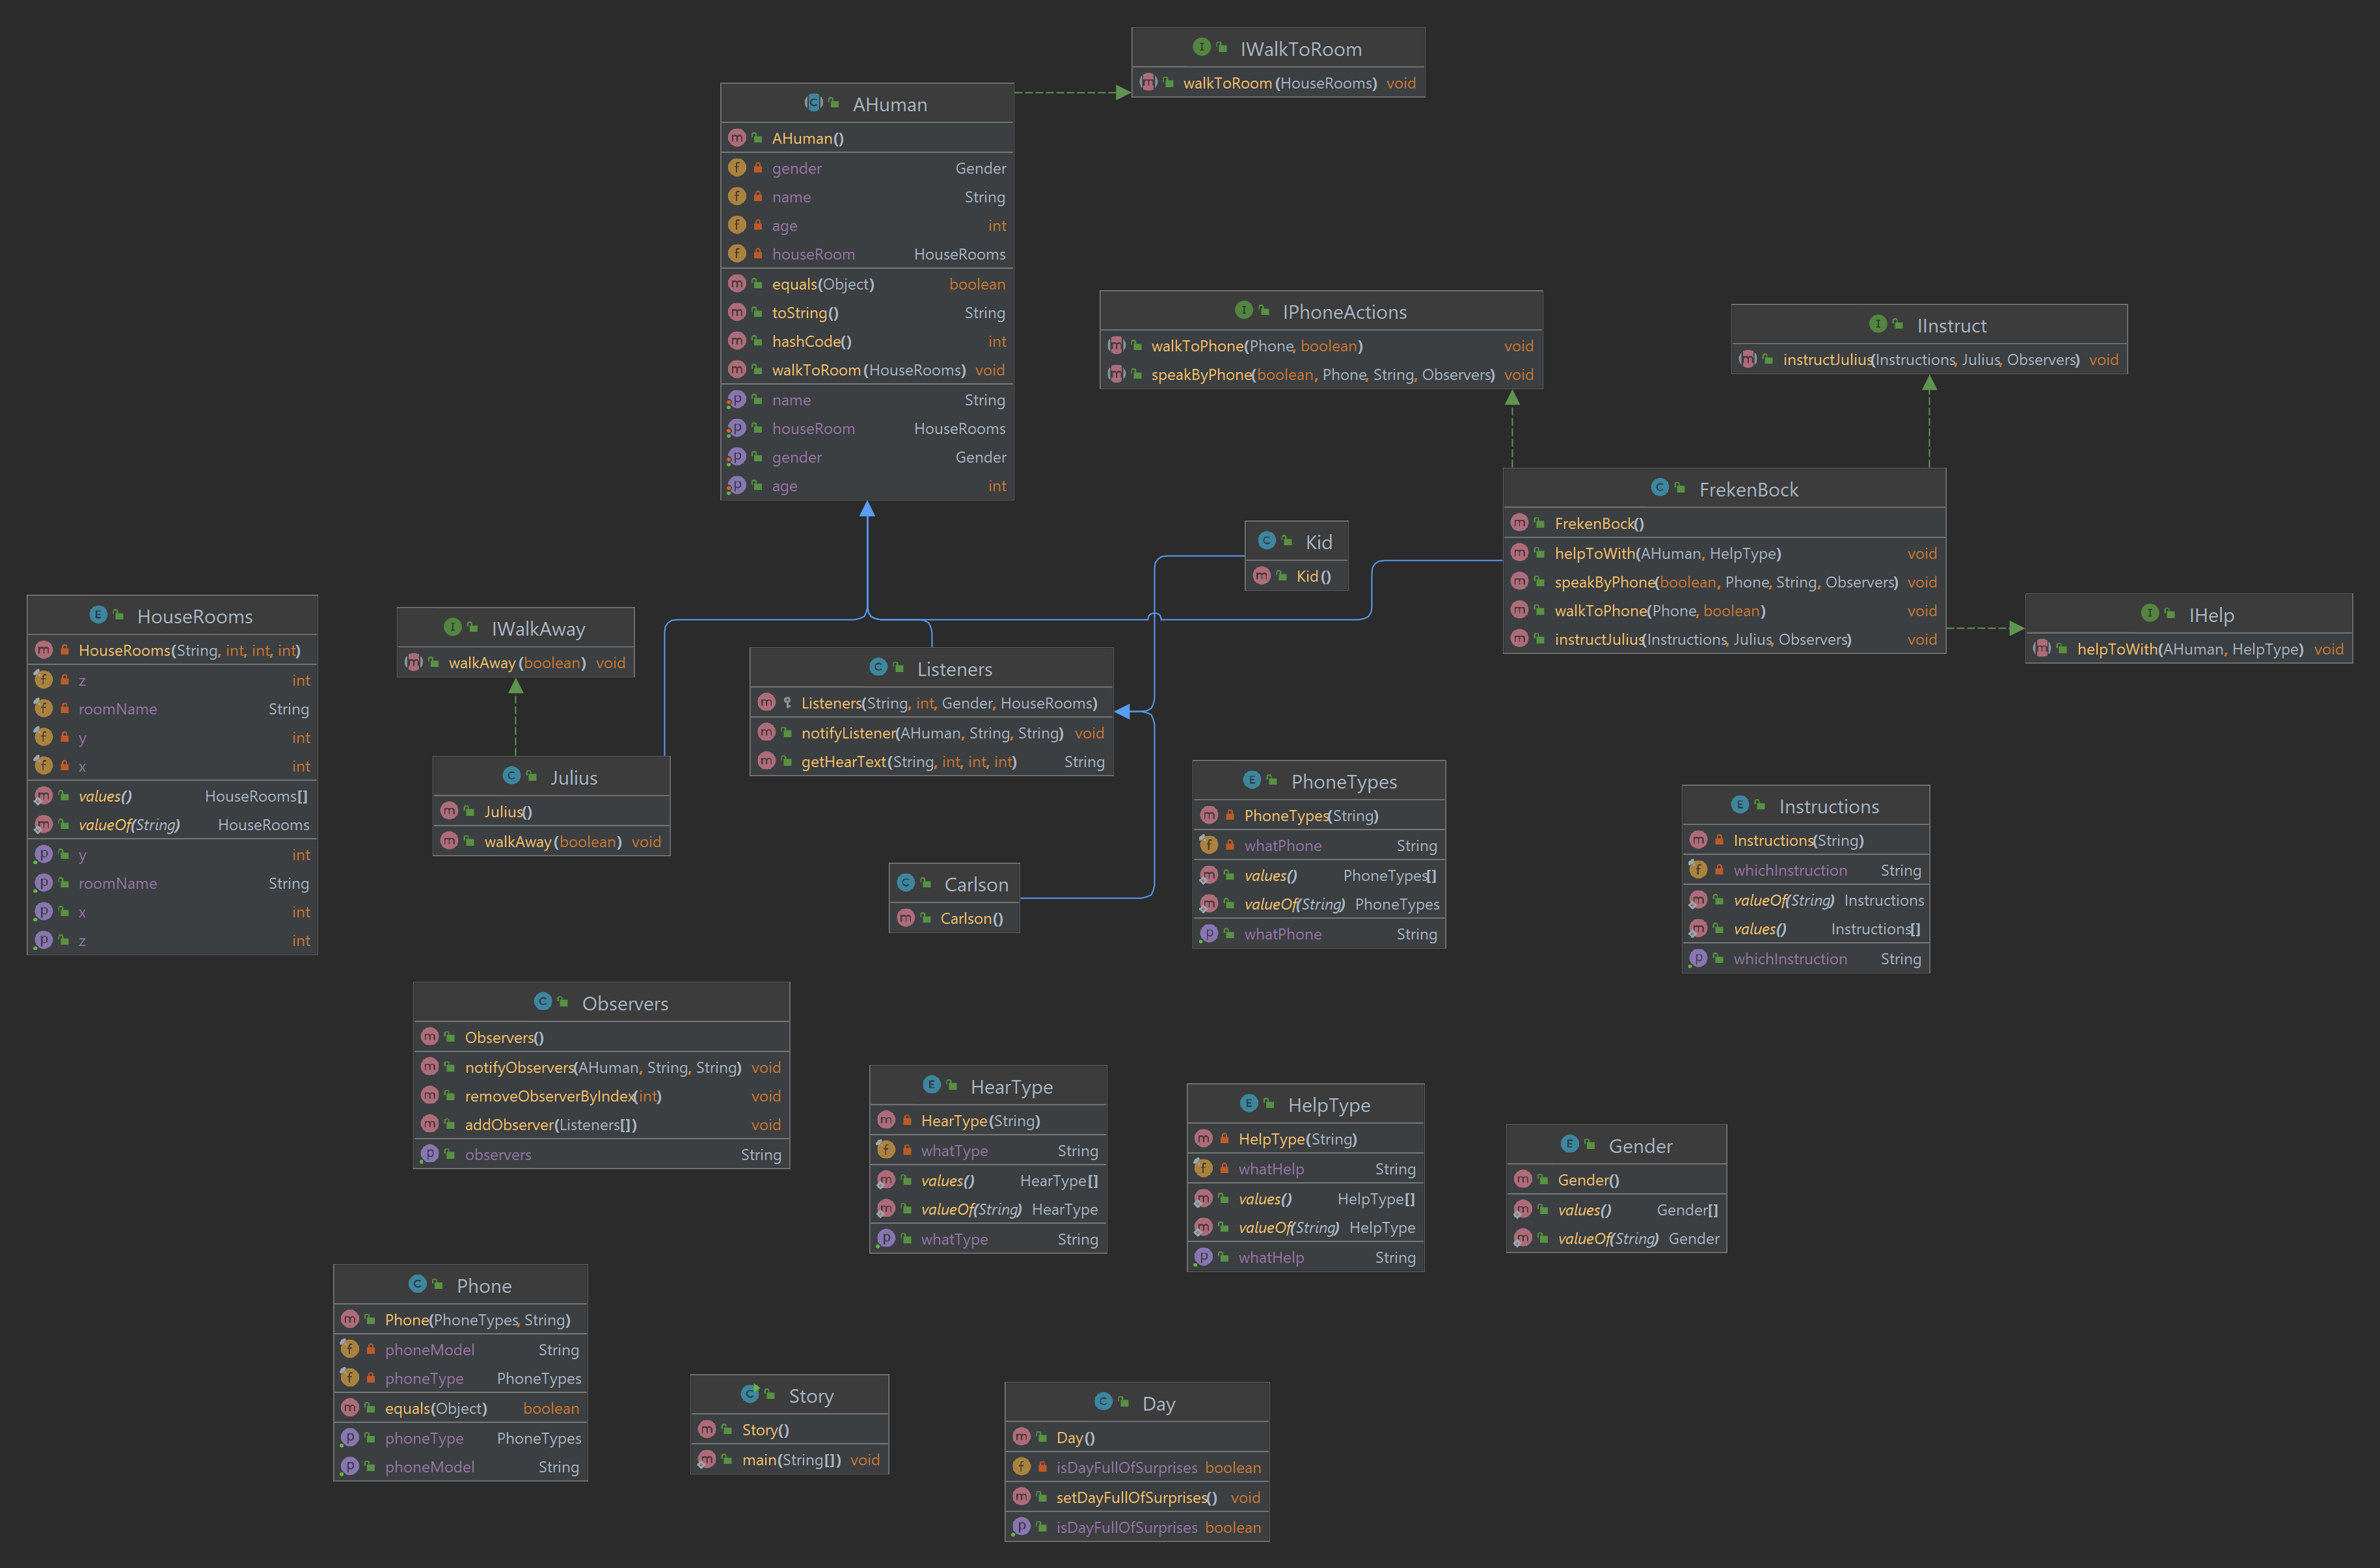 IWalkToRoom
walkToRoom(HouseRooms) void
AHuman
AHuman()
gender Gender
name String
age int
houseRoom HouseRooms
equals(Object) boolean
toString() String
hashCode() int
walkToRoom(HouseRooms) void
name String
houseRoom HouseRooms
gender Gender
age int
IPhoneActions
walkToPhone(Phone, boolean) void
speakByPhone(boolean, Phone, String, Observers) void
IInstruct
instructJulius(Instructions, Julius, Observers) void
FrekenBock
FrekenBock()
helpToWith(AHuman, HelpType) void
speakByPhone(boolean, Phone, String, Observers) void
walkToPhone(Phone, boolean) void
instructJulius(Instructions, Julius, Observers) void
Kid
Kid()
IHelp
helpToWith(AHuman, HelpType) void
HouseRooms
HouseRooms(String, int, int, int)
z int
roomName String
y int
x int
values() HouseRooms[]
valueOf(String) HouseRooms
y int
roomName String
x int
z int
IWalkAway
walkAway(boolean) void
Listeners
Listeners(String, int, Gender, HouseRooms)
notifyListener(AHuman, String, String) void
getHearText(String, int, int, int) String
Julius
Julius()
walkAway(boolean) void
PhoneTypes
PhoneTypes(String)
whatPhone String
values() PhoneTypes[]
valueOf(String) PhoneTypes
whatPhone String
Instructions
Instructions(String)
whichInstruction String
valueOf(String) Instructions
values() Instructions[]
whichInstruction String
Carlson
Carlson()
Observers
Observers()
notifyObservers(AHuman, String, String) void
removeObserverByIndex(int) void
addObserver(Listeners[]) void
observers String
HearType
HearType(String)
whatType String
values() HearType[]
valueOf(String) HearType
whatType String
HelpType
HelpType(String)
whatHelp String
values() HelpType[]
valueOf(String) HelpType
whatHelp String
Gender
Gender()
values() Gender[]
valueOf(String) Gender
Phone
Phone(PhoneTypes, String)
phoneModel String
phoneType PhoneTypes
equals(Object) boolean
phoneType PhoneTypes
phoneModel String
Story
Story()
main(String[]) void
Day
Day()
isDayFullOfSurprises boolean
setDayFullOfSurprises() void
isDayFullOfSurprises boolean